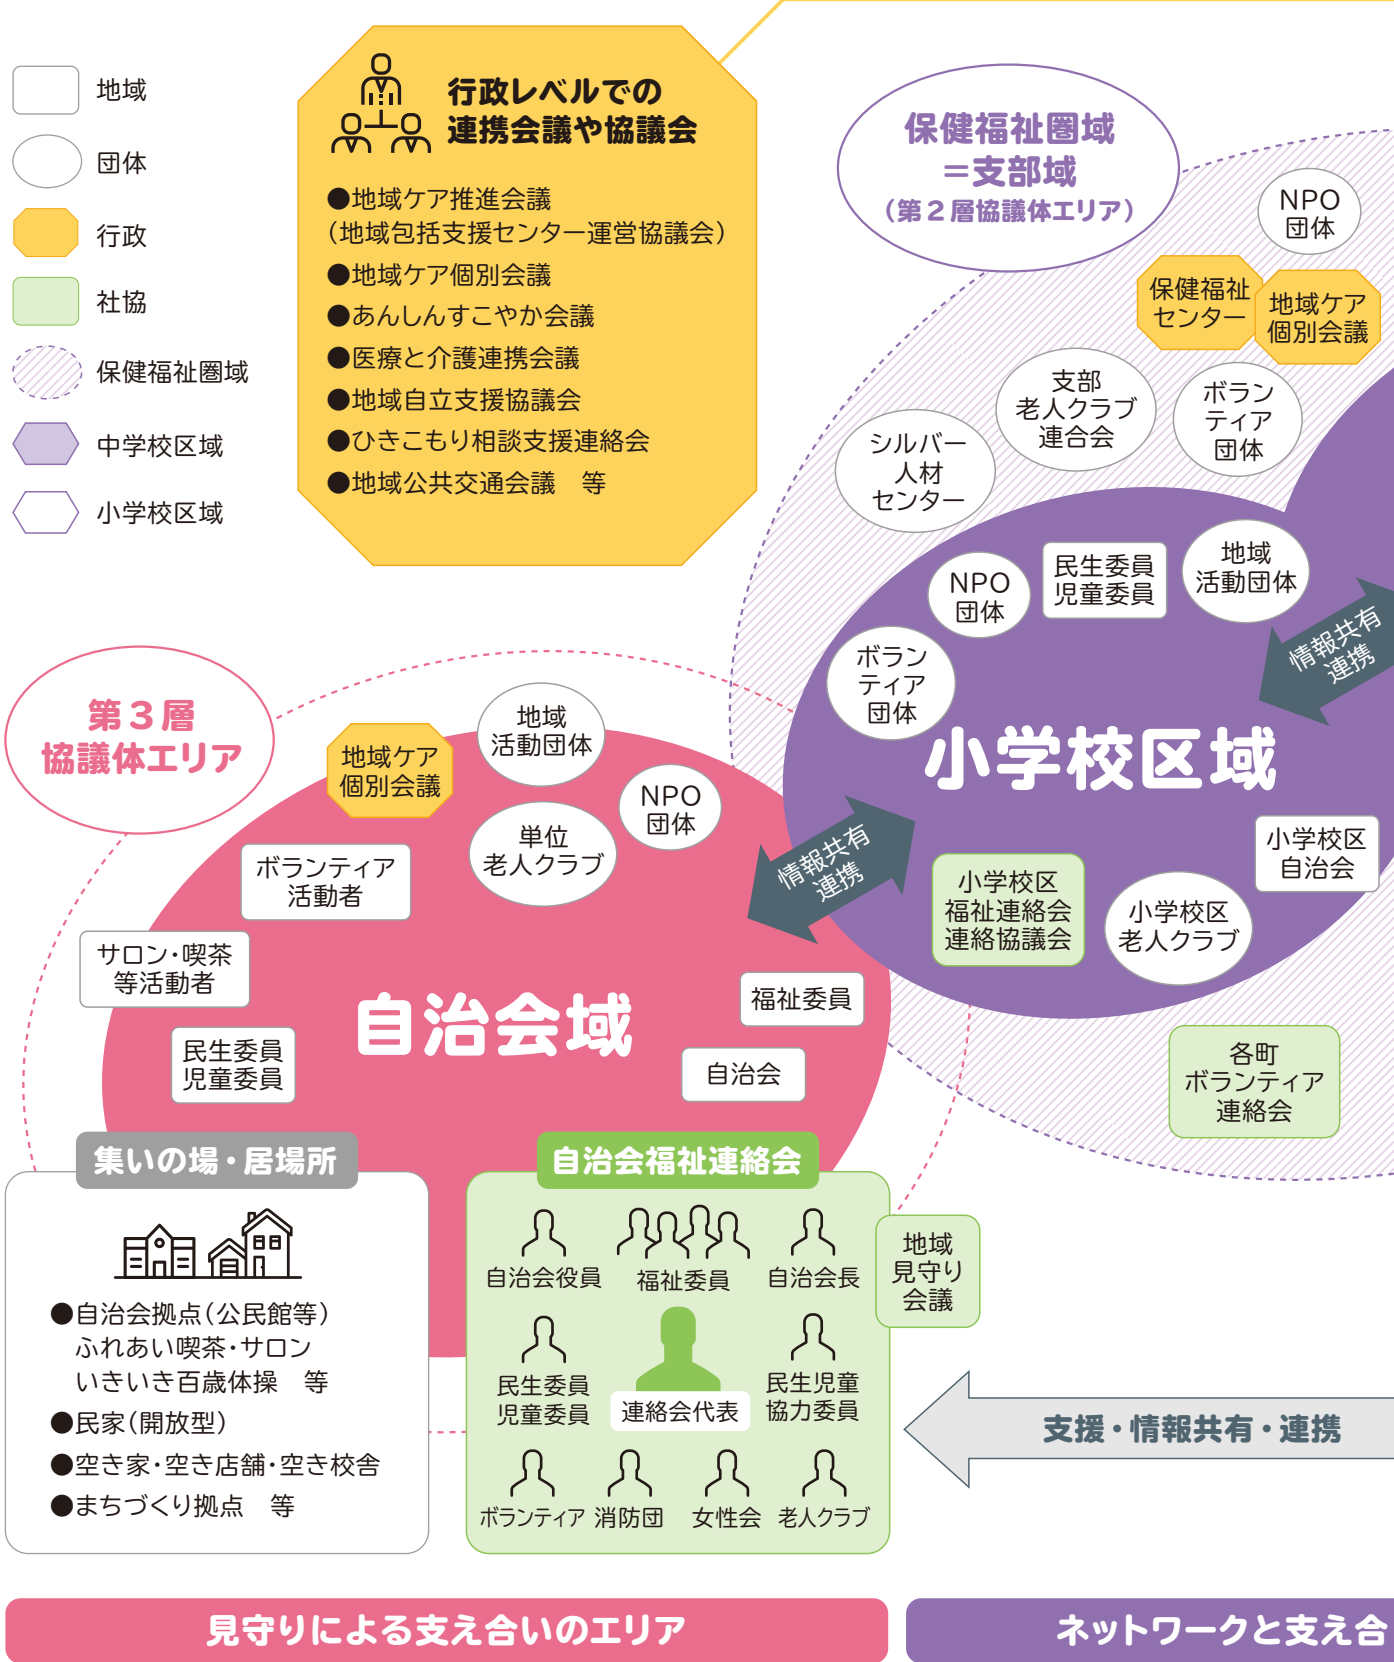 地域
団体
行政
社協
保健福祉圏域
中学校区域
小学校区域
行政レベルでの
連携会議や協議会
●地域ケア推進会議
（地域包括支援センター運営協議会）
●地域ケア個別会議
●あんしんすこやか会議
●医療と介護連携会議
●地域自立支援協議会
●ひきこもり相談支援連絡会
●地域公共交通会議　等
保健福祉圏域
＝支部域
（第２層協議体エリア）
NPO
団体
保健福祉
センター
地域ケア
個別会議
支部
老人クラブ
連合会
ボラン
ティア
団体
シルバー
人材
センター
NPO
団体
民生委員
児童委員
地域
活動団体
ボラン
ティア
団体
情報共有
連携
小学校区域
小学校区
自治会
小学校区
福祉連絡会
連絡協議会
小学校区
老人クラブ
各町
ボランティア
連絡会
第３層
協議体エリア
地域ケア
個別会議
地域
活動団体
NPO
団体
単位
老人クラブ
情報共有
連携
ボランティア
活動者
サロン・喫茶
等活動者
民生委員
児童委員
自治会域
福祉委員
自治会
集いの場・居場所
●自治会拠点（公民館等）
ふれあい喫茶・サロン
いきいき百歳体操　等
●民家（開放型）
●空き家・空き店舗・空き校舎
●まちづくり拠点　等
自治会福祉連絡会
自治会役員
福祉委員
自治会長
民生委員
児童委員
連絡会代表
民生児童
協力委員
ボランティア
消防団
女性会
老人クラブ
地域
見守り
会議
支援・情報共有・連携
見守りによる支え合いのエリア
ネットワークと支え合